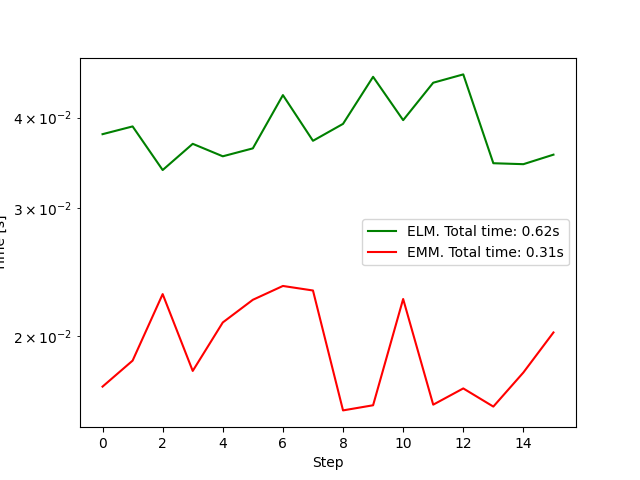 4 × 10⁻²
3 × 10⁻²
2 × 10⁻²
Time [s]
ELM. Total time: 0.62s
EMM. Total time: 0.31s
0 2 4 6 8 10 12 14
Step